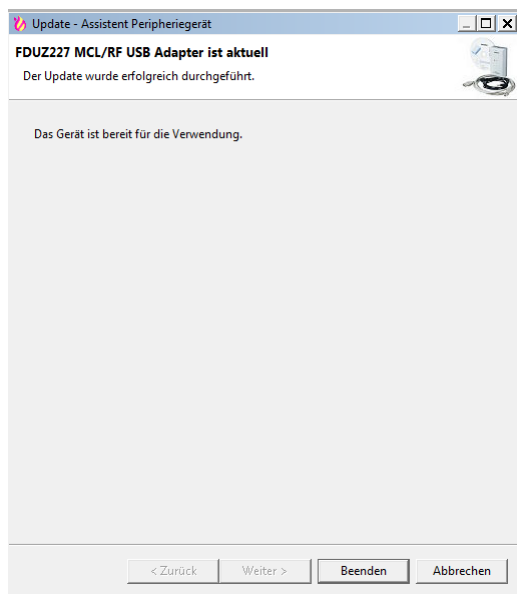 Update - Assistent Peripheriegerät
FDUZ227 MCL/RF USB Adapter ist aktuell
Der Update wurde erfolgreich durchgeführt.
Das Gerät ist bereit für die Verwendung.
< Zurück Weiter > Beenden Abbrechen